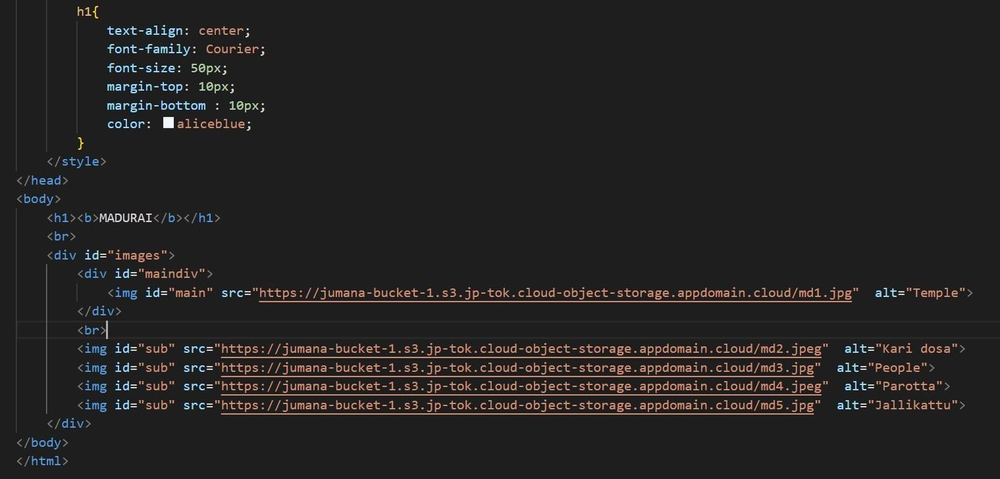 h1{
text-align: center;
font-family: Courier;
font-size: 50px;
margin-top: 10px;
margin-bottom : 10px;
color: aliceblue;
}
</style>
</head>
<body>
<h1><b>MADURAI</b></h1>
<br>
<div id="images">
<div id="maindiv">
<img id="main" src="https://jumana-bucket-1.s3.jp-tok.cloud-object-storage.appdomain.cloud/md1.jpg"  alt="Temple">
</div>
<br>
<img id="sub" src="https://jumana-bucket-1.s3.jp-tok.cloud-object-storage.appdomain.cloud/md2.jpeg"  alt="Kari dosa">
<img id="sub" src="https://jumana-bucket-1.s3.jp-tok.cloud-object-storage.appdomain.cloud/md3.jpg"  alt="People">
<img id="sub" src="https://jumana-bucket-1.s3.jp-tok.cloud-object-storage.appdomain.cloud/md4.jpeg"  alt="Parotta">
<img id="sub" src="https://jumana-bucket-1.s3.jp-tok.cloud-object-storage.appdomain.cloud/md5.jpg"  alt="Jallikattu">
</div>
</body>
</html>